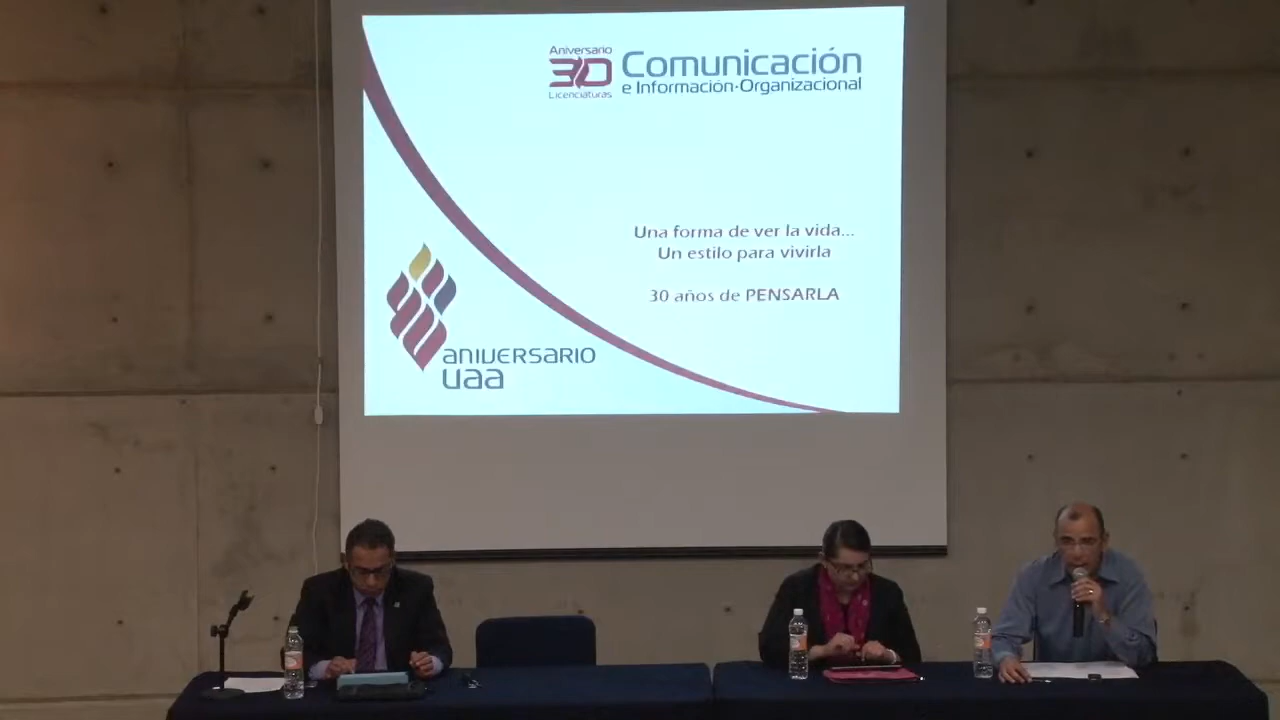 Aniversario
30
Licenciaturas
Comunicación
e Información·Organizacional
Una forma de ver la vida...
Un estilo para vivirla
30 años de PENSARLA
ANIVERSARIO
UAA